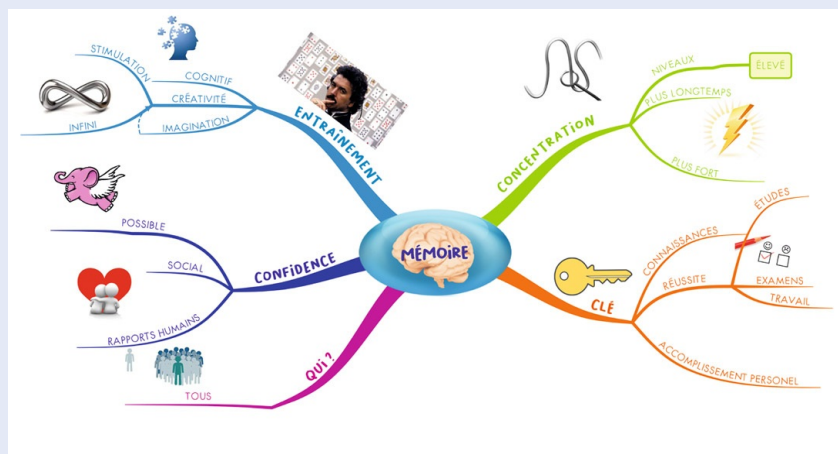 MÉMOIRE
ENTRAÎNEMENT
COGNITIF
CRÉATIVITÉ
STIMULATION
INFINI
IMAGINATION
CONCENTRATION
NIVEAUX
ÉLEVÉ
PLUS LONGTEMPS
PLUS FORT
CLÉ
CONNAISSANCES
RÉUSSITE
ÉTUDES
EXAMENS
TRAVAIL
ACCOMPLISSEMENT PERSONEL
QUI ?
TOUS
CONFIDENCE
POSSIBLE
SOCIAL
RAPPORTS HUMAINS